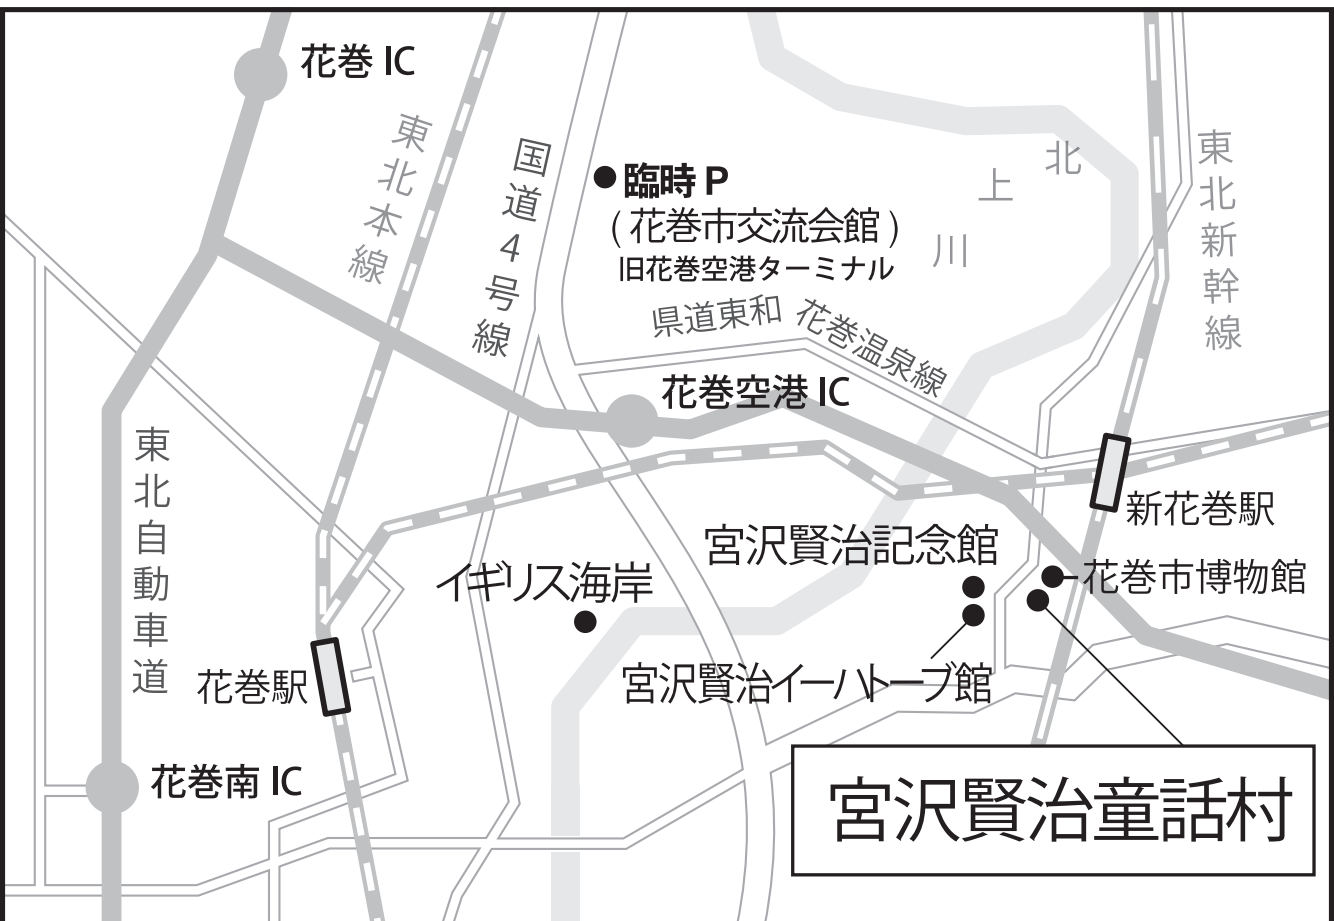 花巻 IC
東北本線
国道4号線
臨時 P
(花巻市交流会館)
旧花巻空港ターミナル
北上川
東北新幹線
県道東和 花巻温泉線
花巻空港 IC
東北自動車道
新花巻駅
宮沢賢治記念館
イギリス海岸
花巻市博物館
花巻駅
宮沢賢治イーハトーブ館
花巻南 IC
宮沢賢治童話村